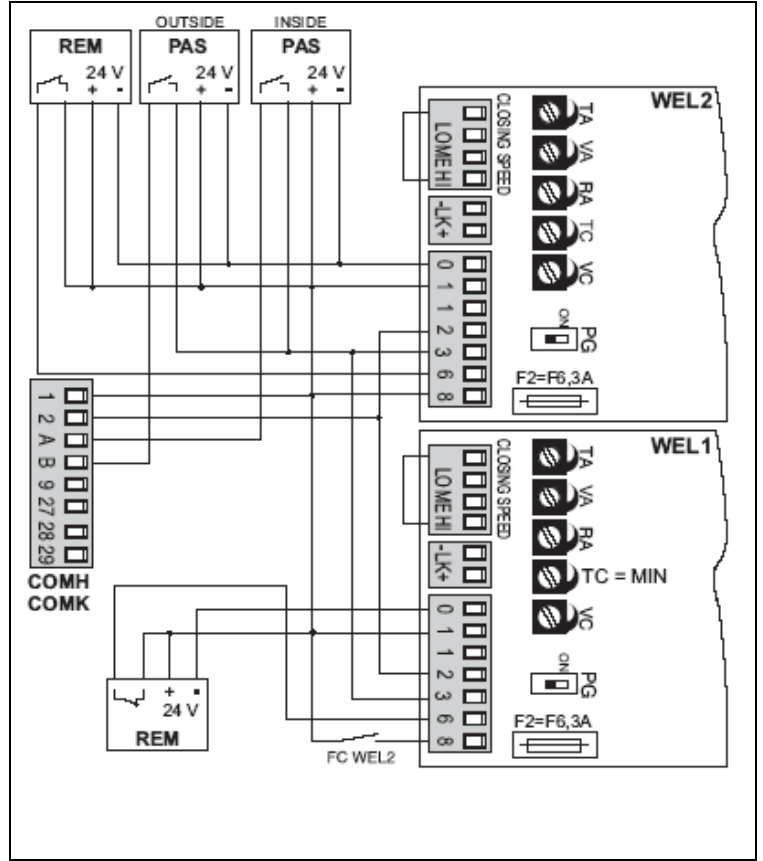 OUTSIDE
INSIDE
REM
24 V
+ -
PAS
24 V
+ -
PAS
24 V
+ -
WEL2
CLOSING SPEED
LO ME HI
-LK+
0
1
1
2
3
6
8
TA
VA
RA
TC
VC
ON
PG
F2=F6,3A
1
2
A
B
9
27
28
29
COMH
COMK
WEL1
CLOSING SPEED
LO ME HI
-LK+
0
1
1
2
3
6
8
TA
VA
RA
TC = MIN
VC
ON
PG
F2=F6,3A
+ -
24 V
REM
FC WEL2